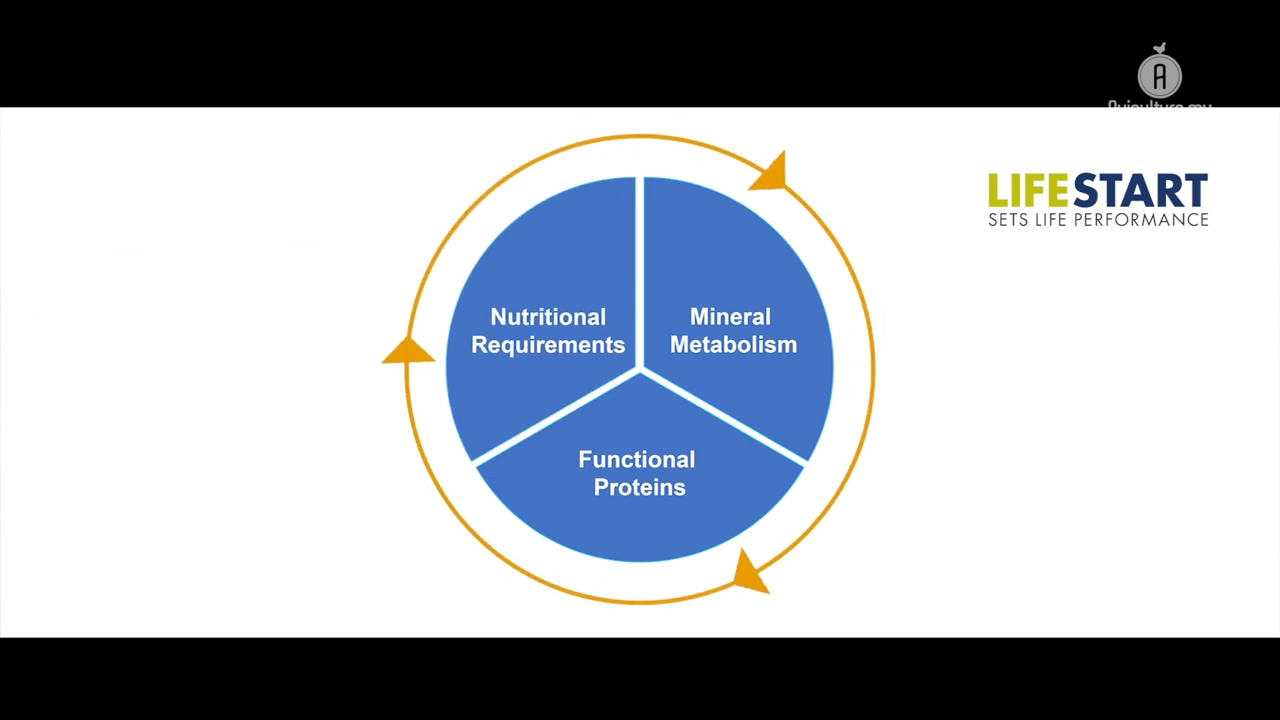 A
LIFESTART
SETS LIFE PERFORMANCE
Nutritional
Requirements
Mineral
Metabolism
Functional
Proteins